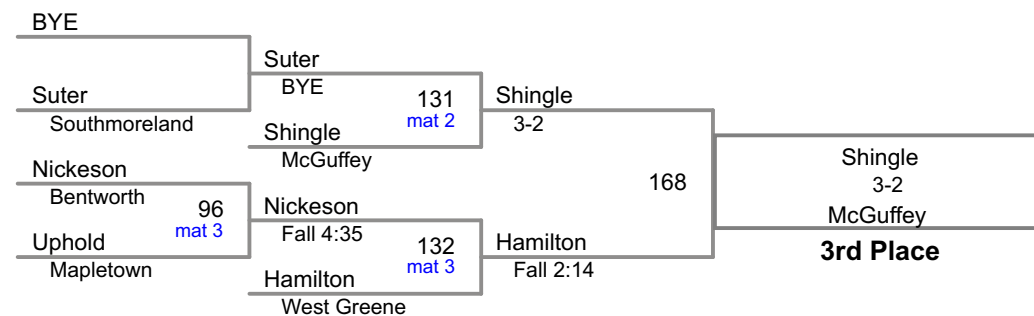 BYE
Suter
Southmoreland
Nickeson
Bentworth
96
mat 3
Uphold
Mapletown
Suter
BYE
131
mat 2
Shingle
McGuffey
Nickeson
Fall 4:35
132
mat 3
Hamilton
West Greene
Shingle
3-2
168
Hamilton
Fall 2:14
Shingle
3-2
McGuffey
3rd Place